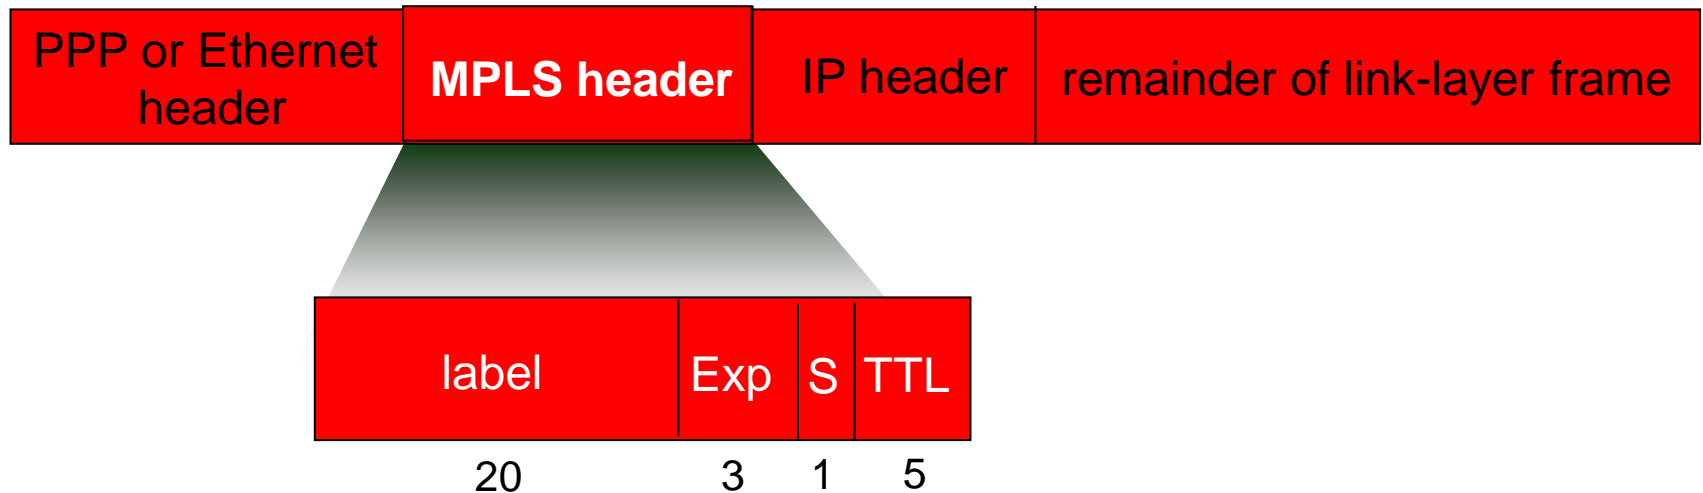 PPP or Ethernet
header
MPLS header
IP header
remainder of link-layer frame
label
Exp
S
TTL
20
3
1
5